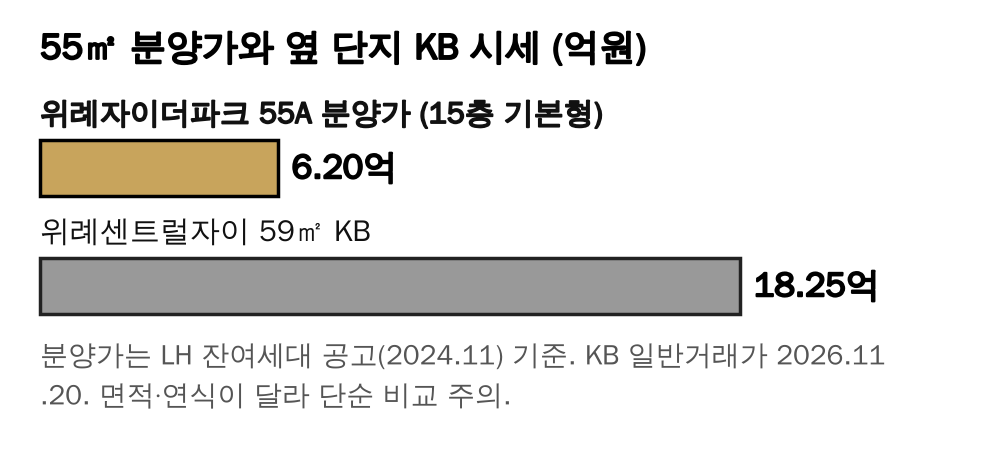 55㎡ 분양가와 옆 단지 KB 시세 (억원)
위례자이더파크 55A 분양가 (15층 기본형)
6.20억
위례센트럴자이 59㎡ KB
18.25억
분양가는 LH 잔여세대 공고(2024.11) 기준. KB 일반거래가 2026.11
.20. 면적·연식이 달라 단순 비교 주의.